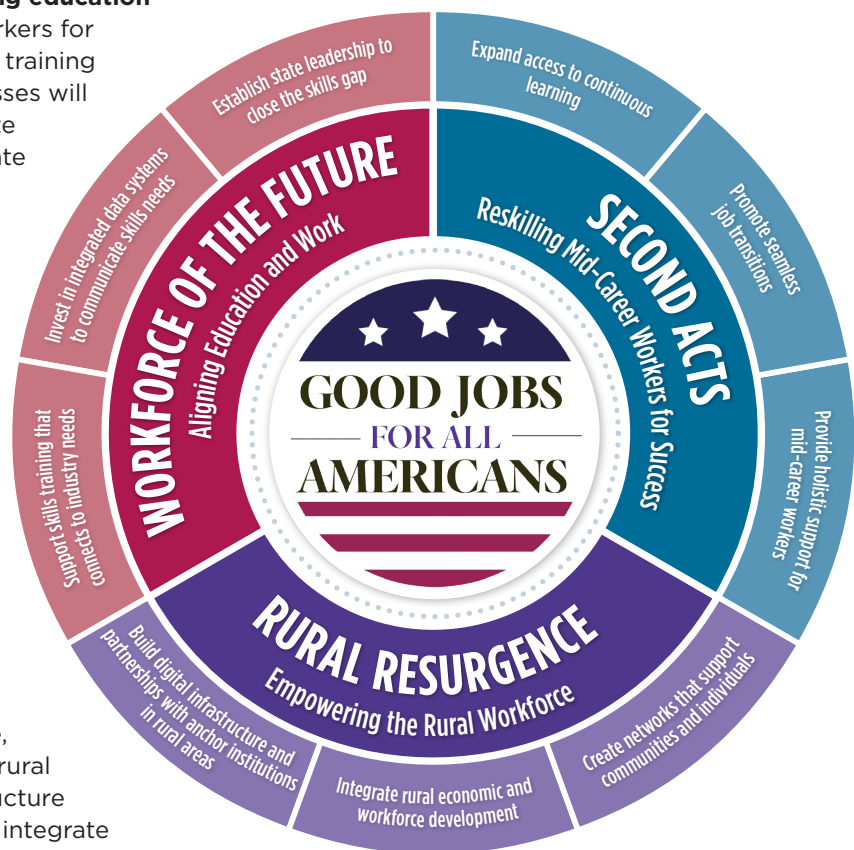 ng education
rkers for
training
sses will
te
ate
Establish state leadership to
close the skills gap
Expand access to continuous
learning
Invest in integrated data systems
to communicate skills needs
Promote seamless
job transitions
WORKFORCE OF THE FUTURE
Aligning Education and Work
SECOND ACTS
Reskilling Mid-Career Workers for Success
GOOD JOBS
FOR ALL
AMERICANS
Support skills training that
connects to industry needs
Provide holistic support for
mid-career workers
RURAL RESURGENCE
Empowering the Rural Workforce
Build digital infrastructure and
partnerships with anchor institutions
in rural areas
Integrate rural economic and
workforce development
Create networks that support
communities and individuals
rural
ucture
integrate